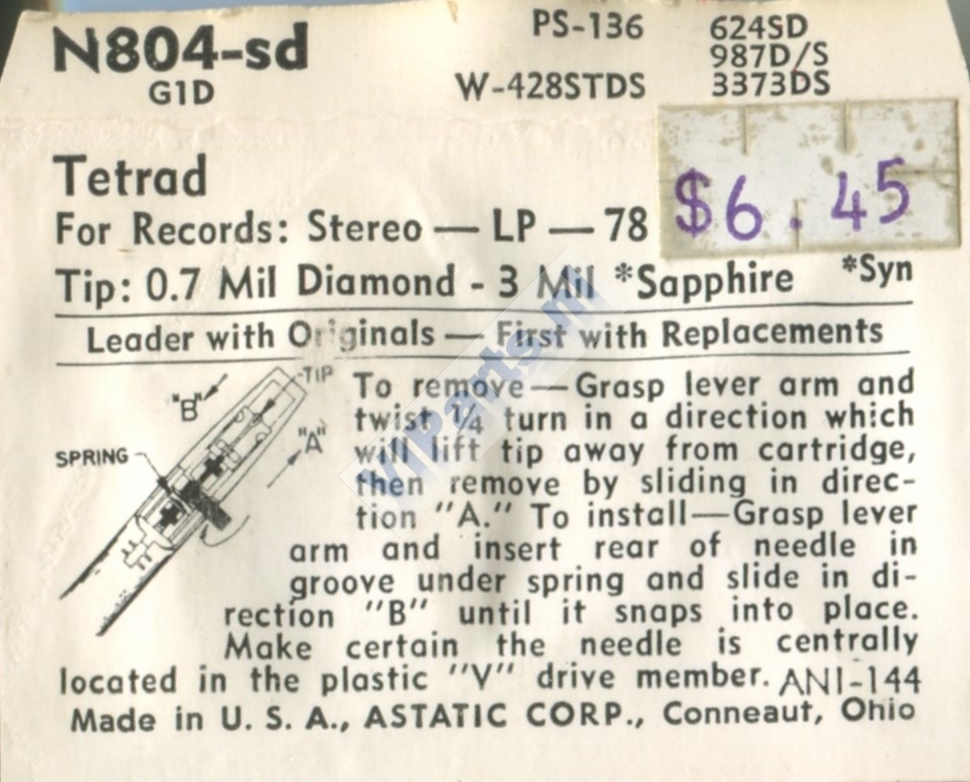 N804-sd PS-136 624SD
987D/S
G1D W-428STDS 3373DS
Tetrad
$6.45
For Records: Stereo — LP — 78
Tip: 0.7 Mil Diamond - 3 Mil *Sapphire *Syn
Leader with Originals — First with Replacements
TIP
"B"
"A"
SPRING
To remove—Grasp lever arm and
twist 1/4 turn in a direction which
will lift tip away from cartridge,
then remove by sliding in direc-
tion "A." To install—Grasp lever
arm and insert rear of needle in
groove under spring and slide in di-
rection "B" until it snaps into place.
Make certain the needle is centrally
located in the plastic "V" drive member. ANI-144
Made in U. S. A., ASTATIC CORP., Conneaut, Ohio
VIParts.nl